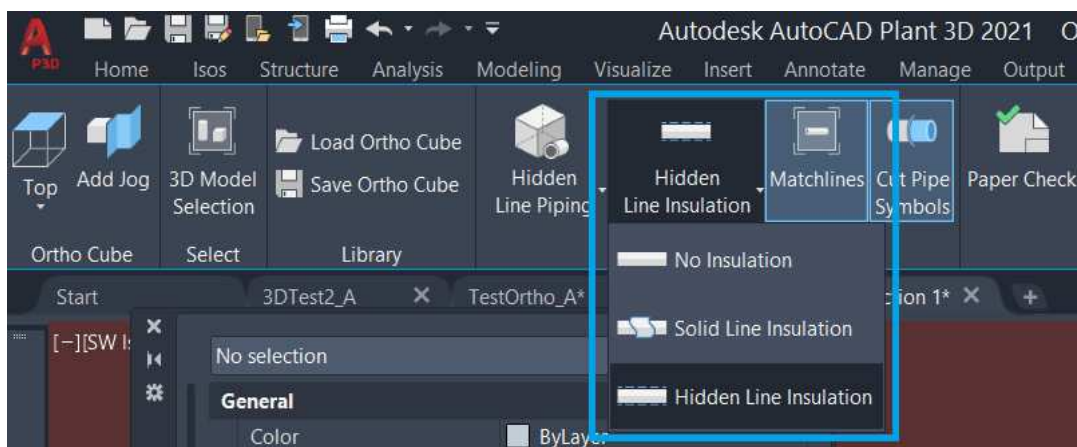 Autodesk AutoCAD Plant 3D 2021
P3D
Home Isos Structure Analysis Modeling Visualize Insert Annotate Manage Output
Top
Add Jog
3D Model
Selection
Load Ortho Cube
Save Ortho Cube
Hidden
Line Piping
Hidden
Line Insulation
Matchlines
Cut Pipe
Symbols
Paper Check
Ortho Cube
Select
Library
No Insulation
Solid Line Insulation
Hidden Line Insulation
Start
3DTest2_A
TestOrtho_A*
ction 1*
[−][SW I
No selection
General
Color
ByLayer